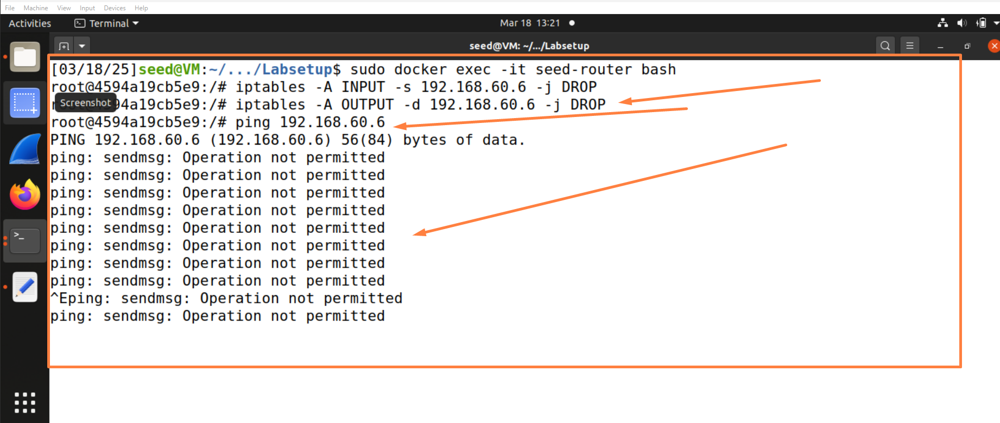 File Machine View Input Devices Help
Activities Terminal Mar 18 13:21
seed@VM: ~/.../Labsetup
[03/18/25]seed@VM:~/.../Labsetup$ sudo docker exec -it seed-router bash
root@4594a19cb5e9:/# iptables -A INPUT -s 192.168.60.6 -j DROP
Screenshot
r 94a19cb5e9:/# iptables -A OUTPUT -d 192.168.60.6 -j DROP
root@4594a19cb5e9:/# ping 192.168.60.6
PING 192.168.60.6 (192.168.60.6) 56(84) bytes of data.
ping: sendmsg: Operation not permitted
ping: sendmsg: Operation not permitted
ping: sendmsg: Operation not permitted
ping: sendmsg: Operation not permitted
ping: sendmsg: Operation not permitted
ping: sendmsg: Operation not permitted
ping: sendmsg: Operation not permitted
ping: sendmsg: Operation not permitted
^Eping: sendmsg: Operation not permitted
ping: sendmsg: Operation not permitted